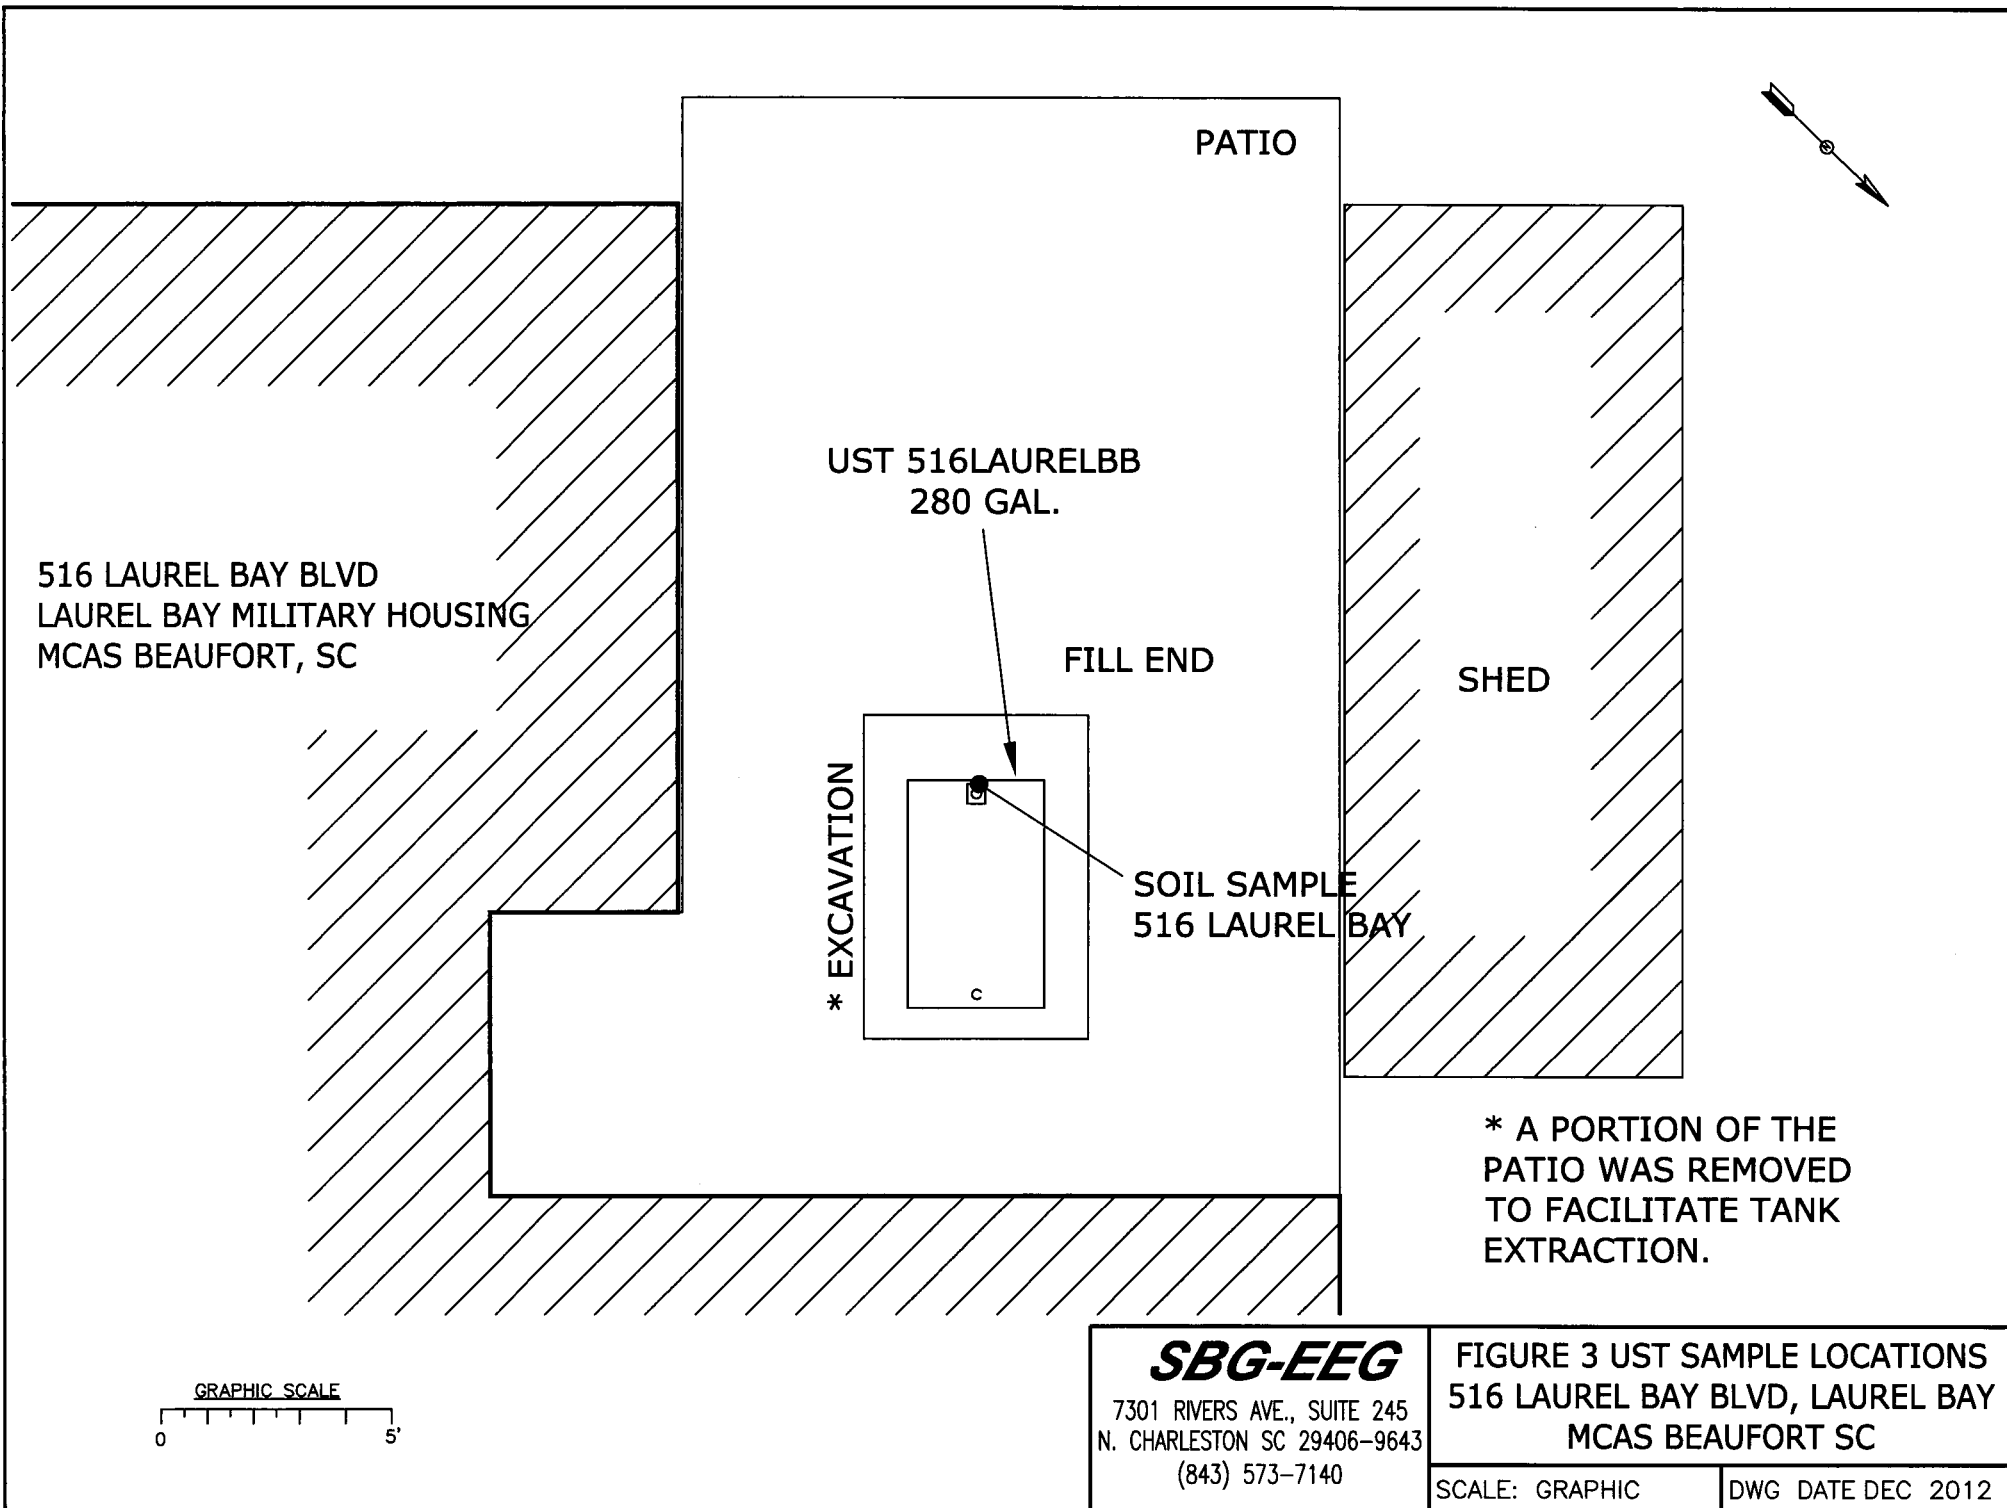 PATIO
UST 516LAURELBB
280 GAL.
516 LAUREL BAY BLVD
LAUREL BAY MILITARY HOUSING
MCAS BEAUFORT, SC
FILL END
SHED
* EXCAVATION
SOIL SAMPLE
516 LAUREL BAY
C
* A PORTION OF THE
PATIO WAS REMOVED
TO FACILITATE TANK
EXTRACTION.
GRAPHIC SCALE
0 5'
SBG-EEG
7301 RIVERS AVE., SUITE 245
N. CHARLESTON SC 29406-9643
(843) 573-7140
FIGURE 3 UST SAMPLE LOCATIONS
516 LAUREL BAY BLVD, LAUREL BAY
MCAS BEAUFORT SC
SCALE: GRAPHIC
DWG DATE DEC 2012